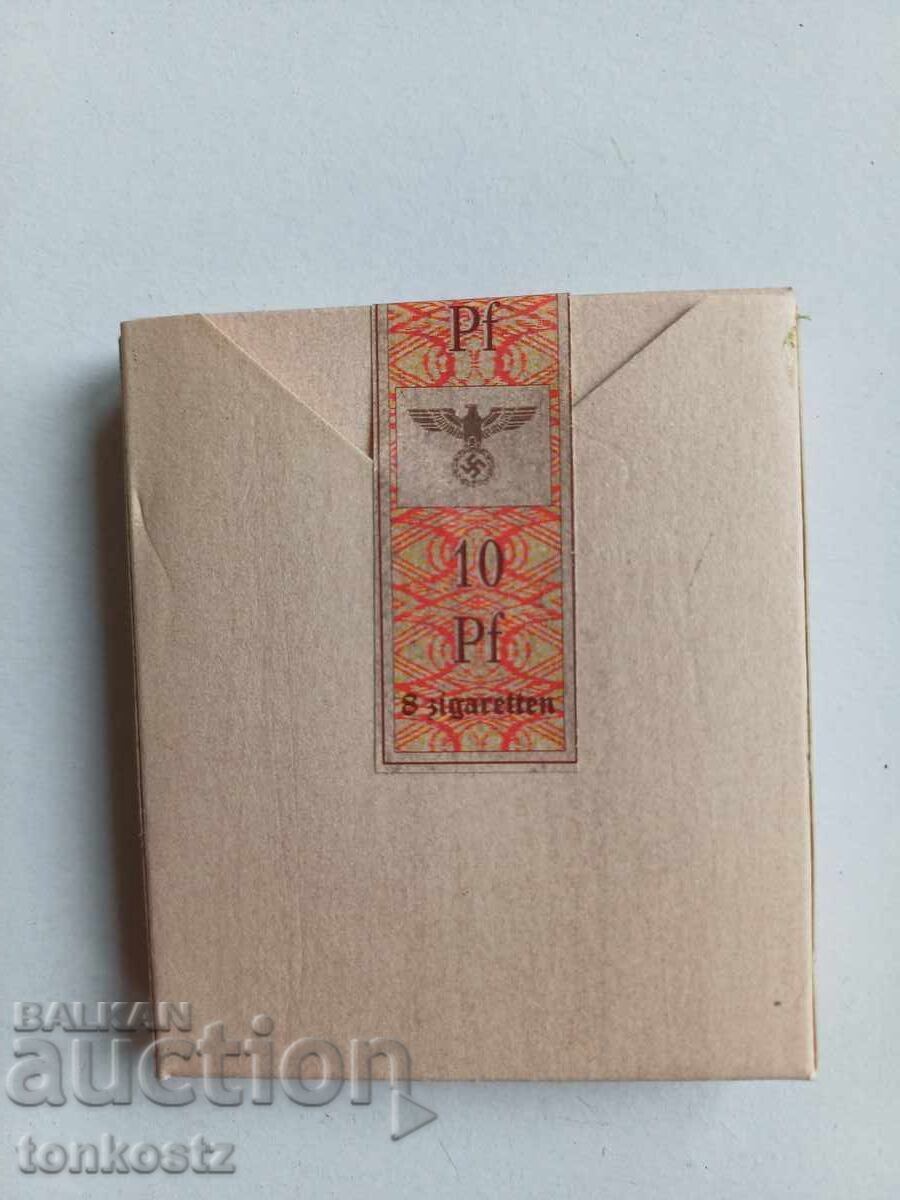 Pf
10
Pf
8 zigaretten
BALKAN
auction
tonkostz